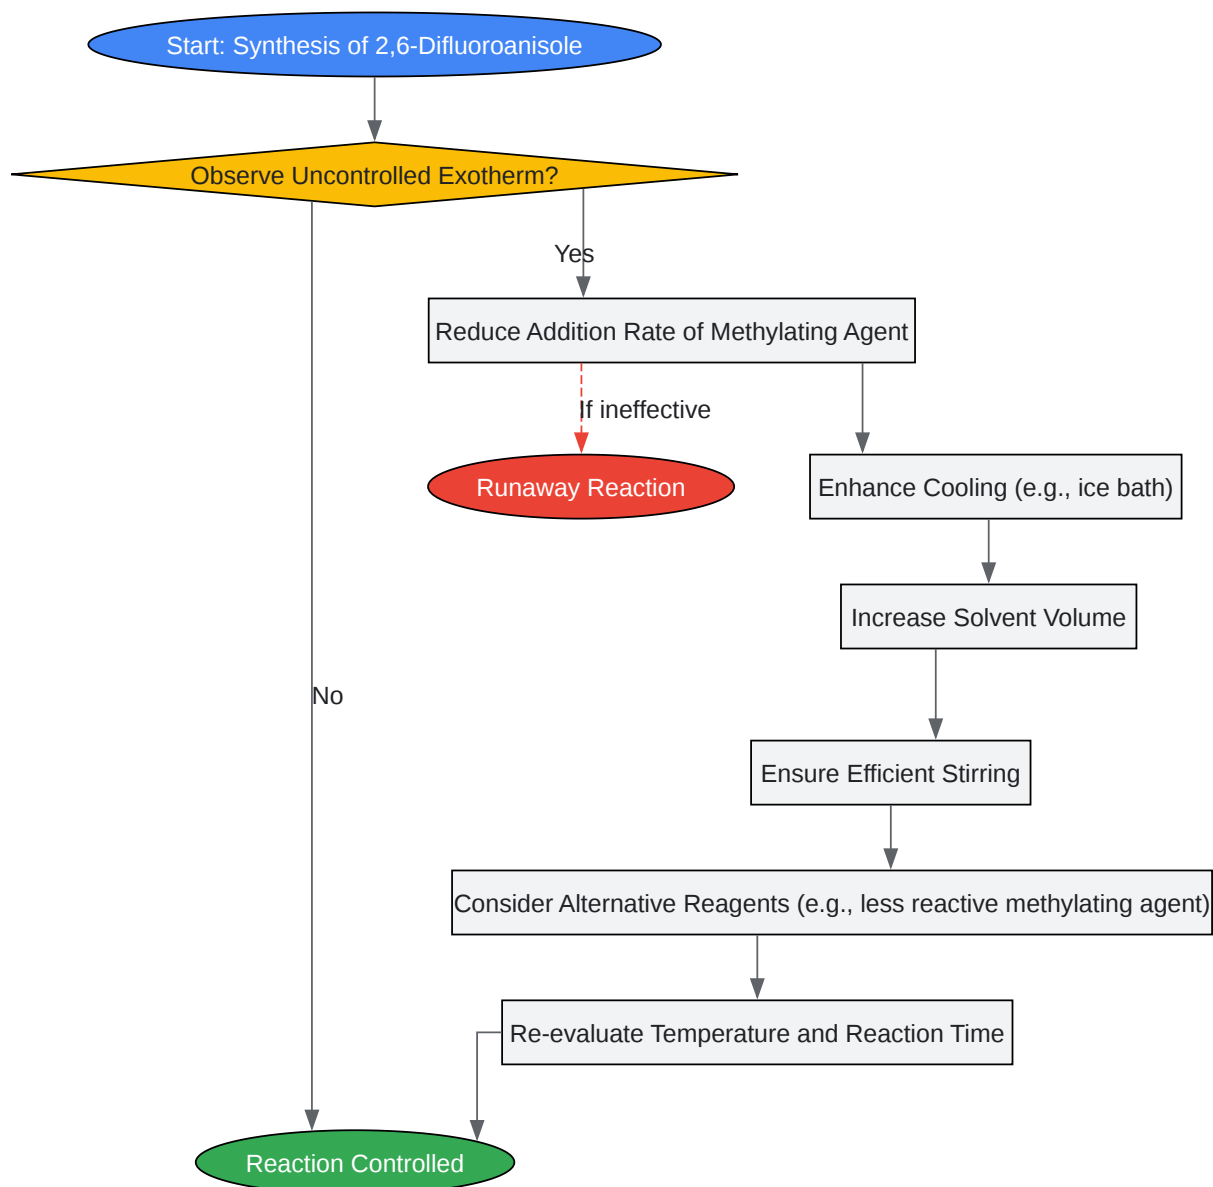 Start: Synthesis of 2,6-Difluoroanisole
Observe Uncontrolled Exotherm?
Yes
Reduce Addition Rate of Methylating Agent
If ineffective
Runaway Reaction
Enhance Cooling (e.g., ice bath)
Increase Solvent Volume
No
Ensure Efficient Stirring
Consider Alternative Reagents (e.g., less reactive methylating agent)
Re-evaluate Temperature and Reaction Time
Reaction Controlled